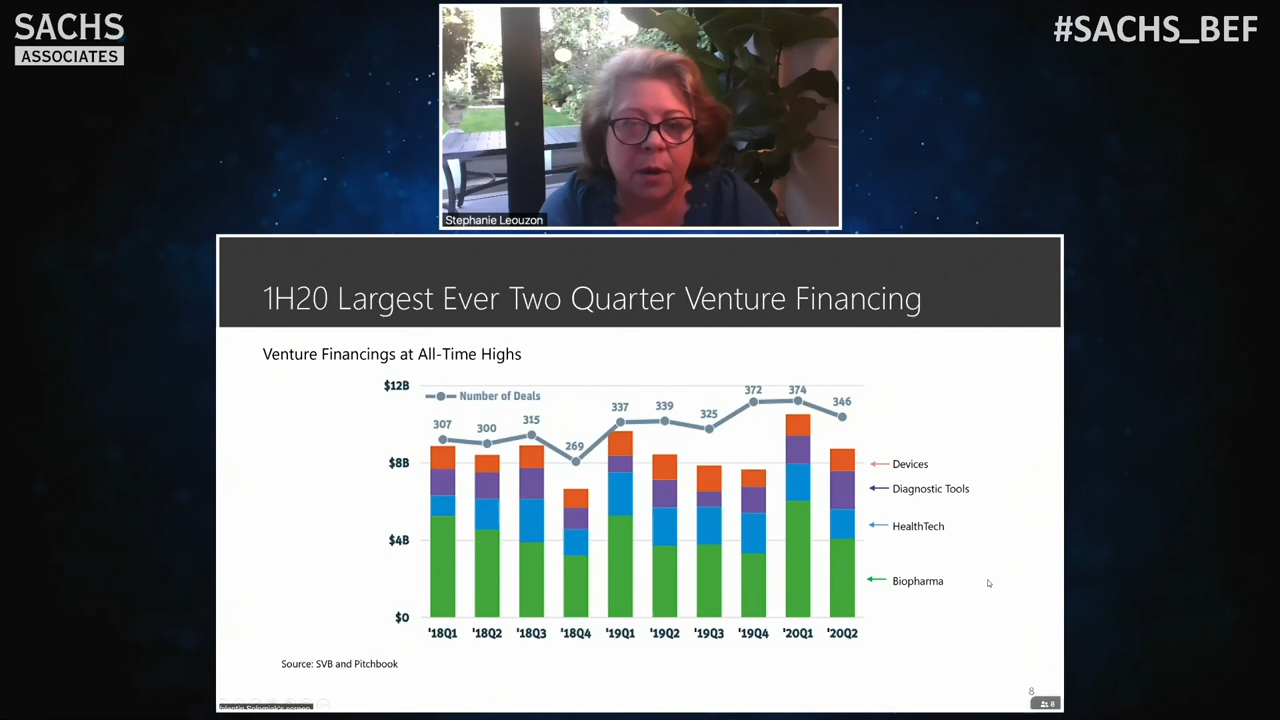 SACHS
ASSOCIATES
#SACHS_BEF
Stephanie Leouzon
1H20 Largest Ever Two Quarter Venture Financing
Venture Financings at All-Time Highs
$12B
$8B
$4B
$0
Number of Deals
307
300
315
269
337
339
325
372
374
346
'18Q1
'18Q2
'18Q3
'18Q4
'19Q1
'19Q2
'19Q3
'19Q4
'20Q1
'20Q2
Devices
Diagnostic Tools
HealthTech
Biopharma
Source: SVB and Pitchbook
8
8